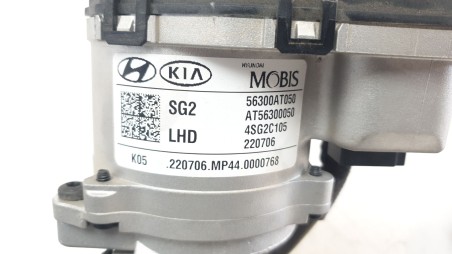 KIA
HYUNDAI
MOBIS
SG2
LHD
56300AT050
AT56300050
4SG2C105
220706
K05
.220706.MP44.0000768